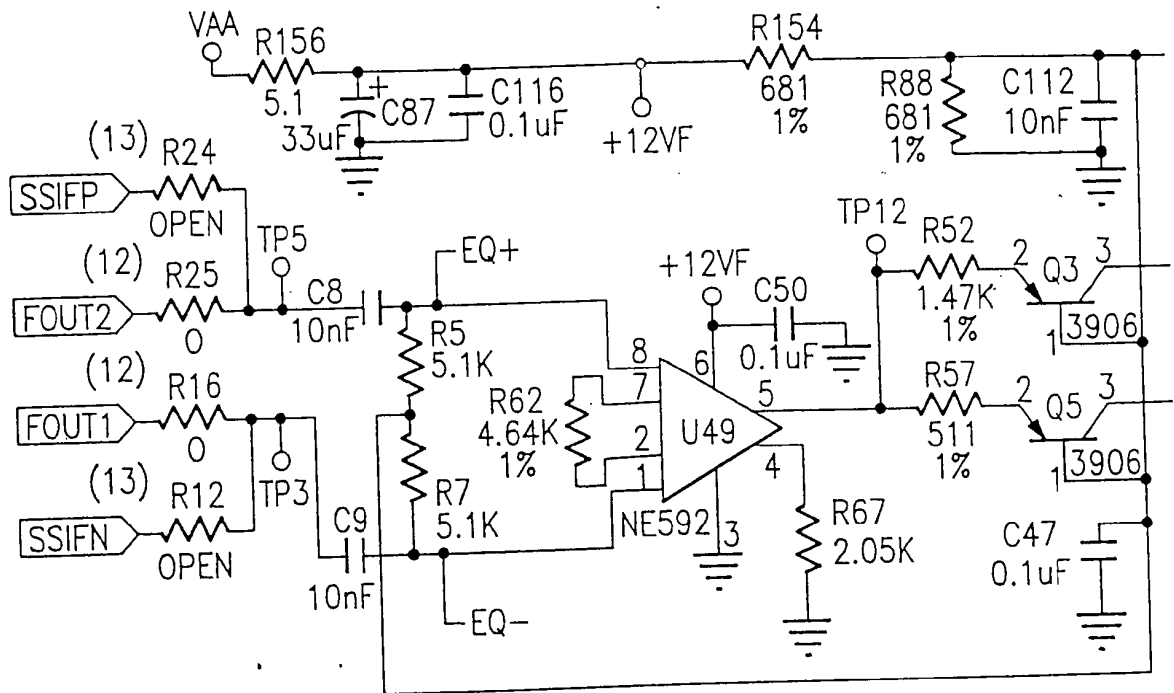 VAA
R156
5.1
33uF
+
C87
C116
0.1uF
+12VF
R154
681
1%
R88
681
1%
C112
10nF
(13)
R24
SSIFP
OPEN
TP5
(12)
R25
FOUT2
0
C8
10nF
EQ+
R5
5.1K
(12)
R16
FOUT1
0
TP3
(13)
R12
SSIFN
OPEN
C9
10nF
R7
5.1K
EQ-
R62
4.64K
1%
8
7
2
1
+12VF
C50
0.1uF
6
5
U49
4
NE592
3
R67
2.05K
TP12
R52
1.47K
1%
2
Q3
3
1
3906
R57
511
1%
2
Q5
3
1
3906
C47
0.1uF